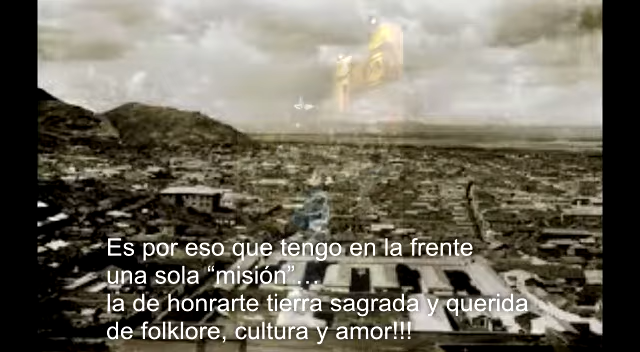 Es por eso que tengo en la frente
una sola “misión”…
la de honrarte tierra sagrada y querida
de folklore, cultura y amor!!!